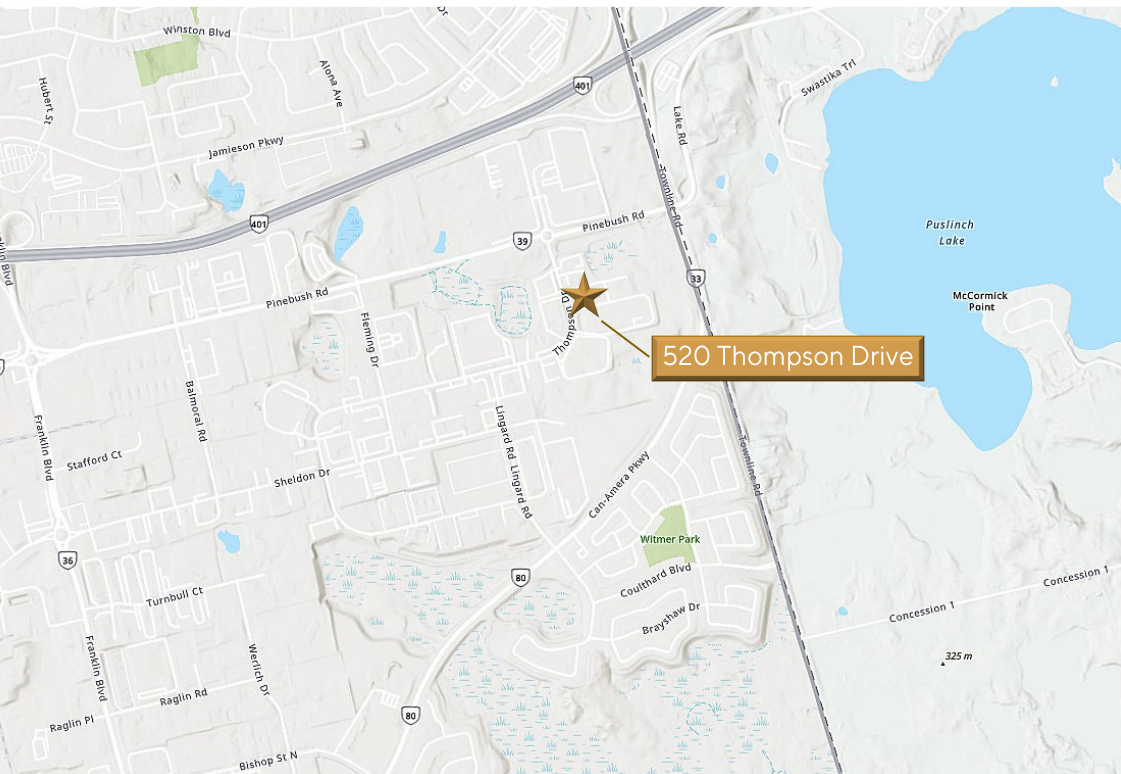 Dr
Winston Blvd
Hubert St
Alona Ave
401
Swastika Trl
Lake Rd
Jamieson Pkwy
Townline Rd
401
Pinebush Rd
39
Puslinch
Lake
33
Pinebush Rd
McCormick
Point
Thompson Dr
Fleming Dr
520 Thompson Drive
Balmoral Rd
Franklin Blvd
Lingard Rd
Stafford Ct
Townline Rd
Can-Amera Pkwy
Sheldon Dr
Lingard Rd
Witmer Park
36
80
Coulthard Blvd
Concession 1
Turnbull Ct
Concession 1
Brayshaw Dr
325 m
Franklin Blvd
Werlich Dr
Raglin Rd
80
Raglin Pl
Bishop St N